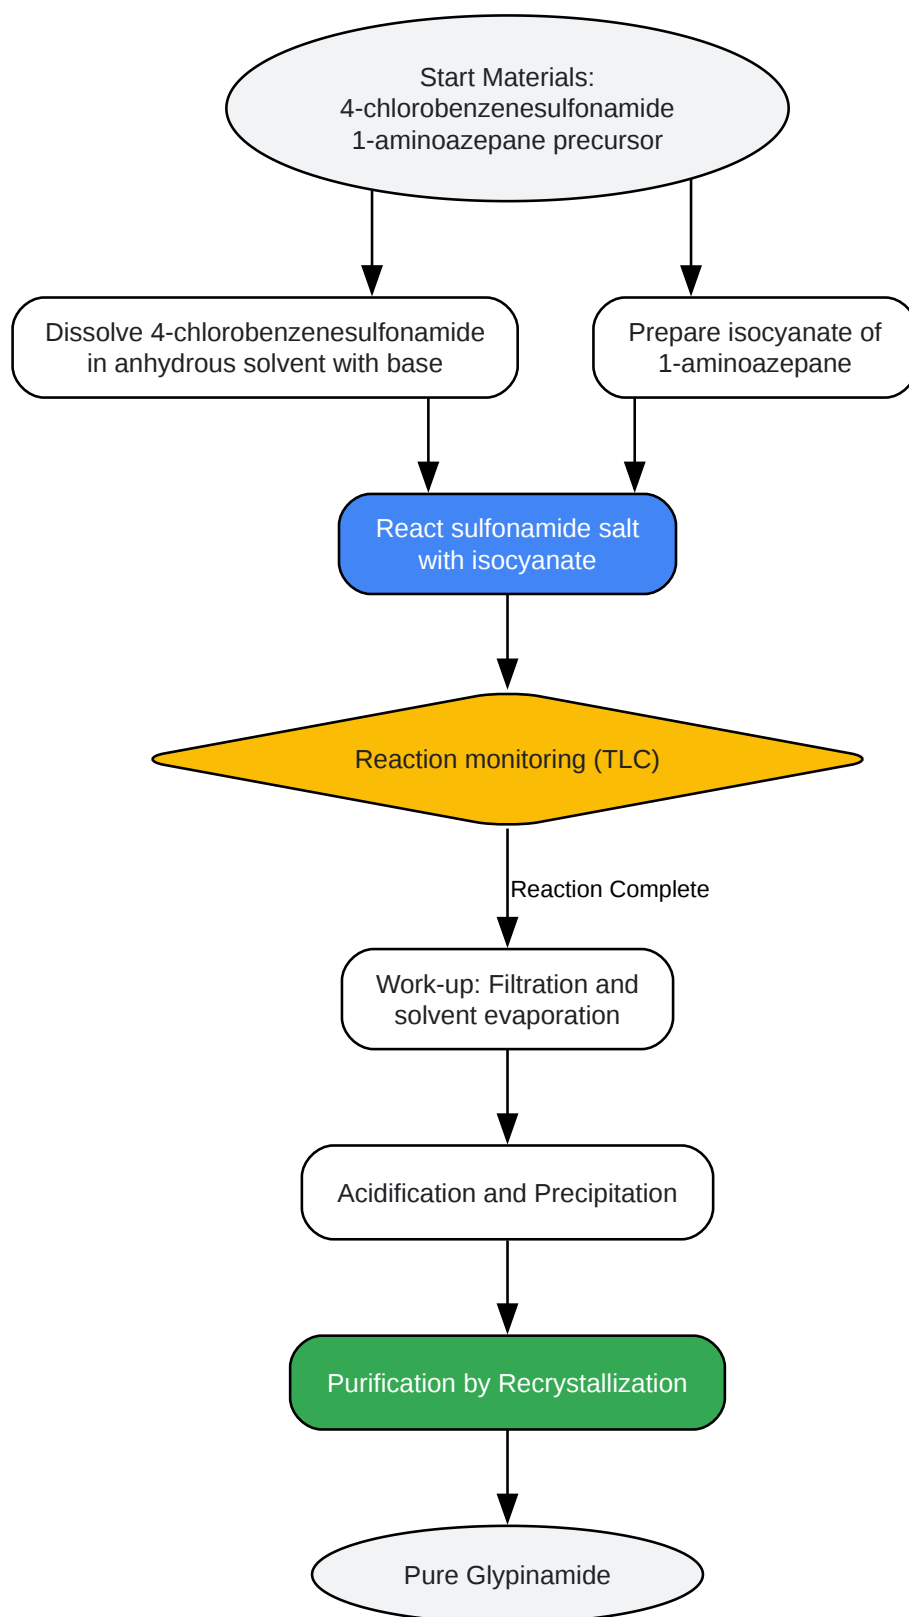 Start Materials:
4-chlorobenzenesulfonamide
1-aminoazepane precursor
Dissolve 4-chlorobenzenesulfonamide
in anhydrous solvent with base
Prepare isocyanate of
1-aminoazepane
React sulfonamide salt
with isocyanate
Reaction monitoring (TLC)
Reaction Complete
Work-up: Filtration and
solvent evaporation
Acidification and Precipitation
Purification by Recrystallization
Pure Glypinamide